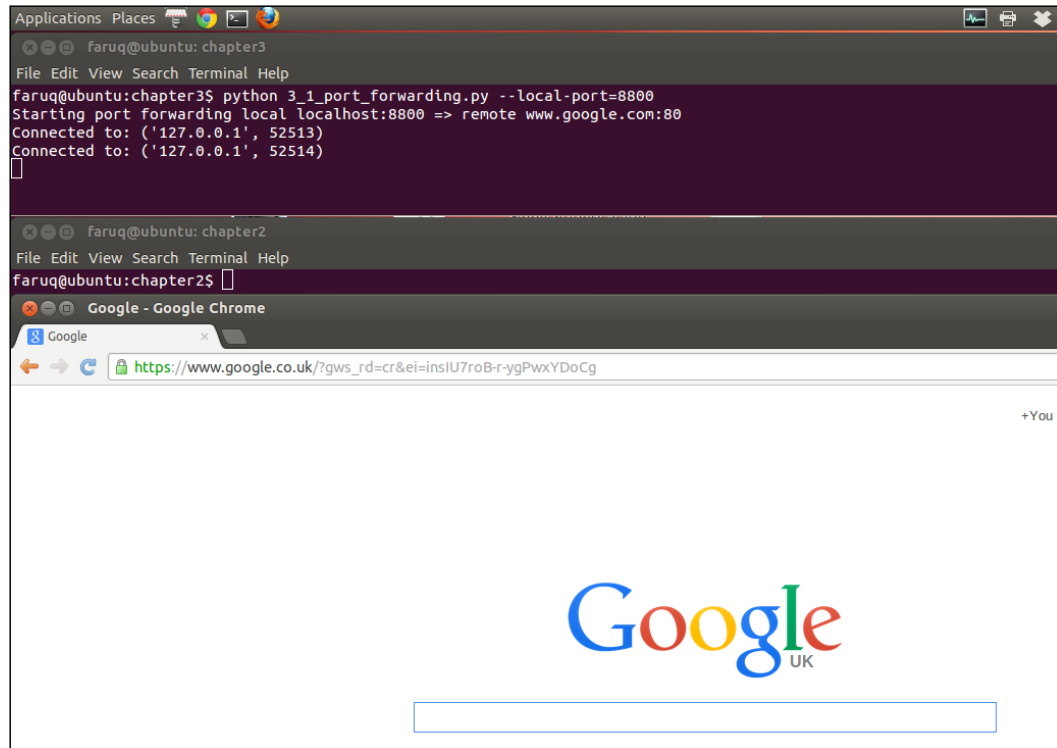 Applications Places
faruq@ubuntu: chapter3
File Edit View Search Terminal Help
faruq@ubuntu:chapter3$ python 3_1_port_forwarding.py --local-port=8800
Starting port forwarding local localhost:8800 => remote www.google.com:80
Connected to: ('127.0.0.1', 52513)
Connected to: ('127.0.0.1', 52514)
faruq@ubuntu: chapter2
File Edit View Search Terminal Help
faruq@ubuntu:chapter2$
Google - Google Chrome
Google
https://www.google.co.uk/?gws_rd=cr&ei=insIU7roB-r-ygPwxYDoCg
+You
Google
UK